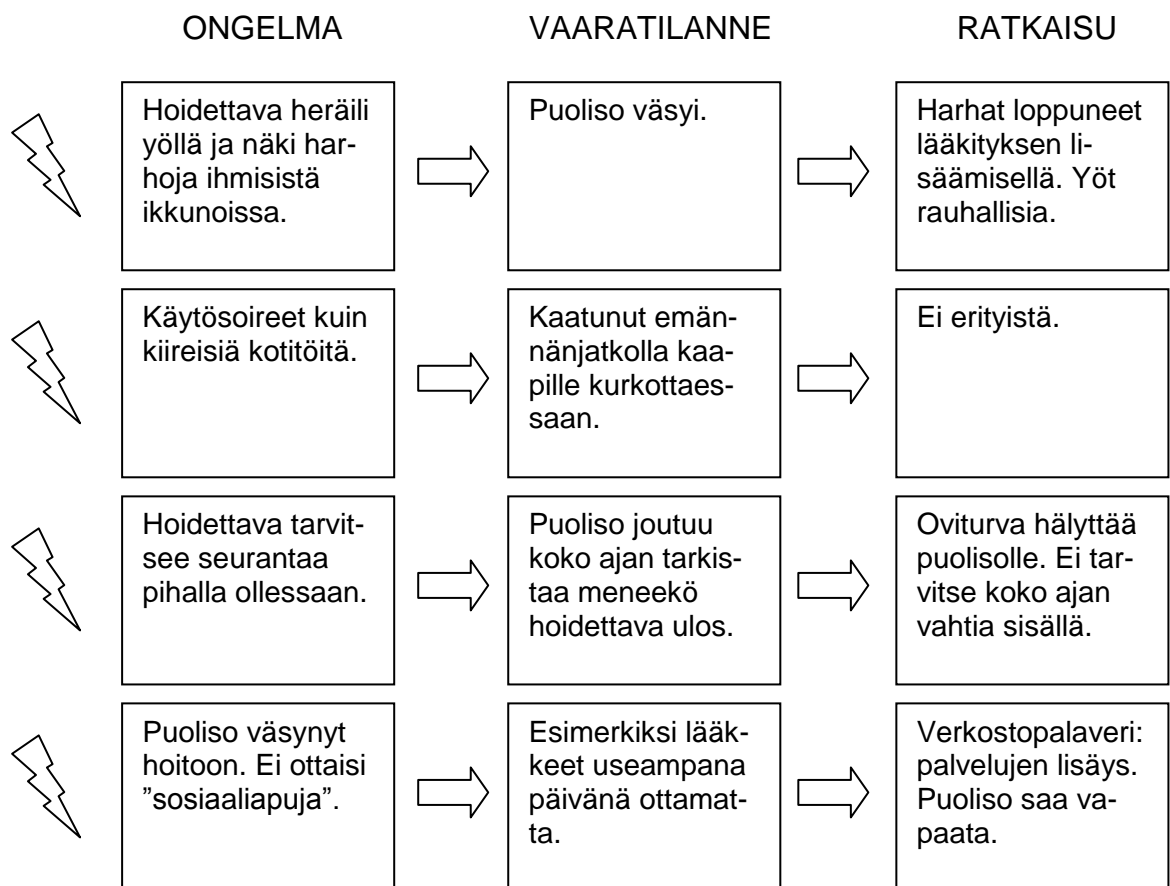 ONGELMA
VAARATILANNE
RATKAISU
Hoidettava heräili
yöllä ja näki har-
hoja ihmisistä
ikkunoissa.
Puoliso väsyi.
Harhat loppuneet
lääkityksen li-
säämisellä. Yöt
rauhallisia.
Käytösoireet kuin
kiireisiä kotitöitä.
Kaatunut emän-
nänjatkolla kaa-
pille kurkottaes-
saan.
Ei erityistä.
Hoidettava tarvit-
see seurantaa
pihalla ollessaan.
Puoliso joutuu
koko ajan tarkis-
taa meneekö
hoidettava ulos.
Oviturva hälyttää
puolisolle. Ei tar-
vitse koko ajan
vahtia sisällä.
Puoliso väsynyt
hoitoon. Ei ottaisi
”sosiaaliapuja”.
Esimerkiksi lääk-
keet useampana
päivänä ottamat-
ta.
Verkostopalaveri:
palvelujen lisäys.
Puoliso saa va-
paata.